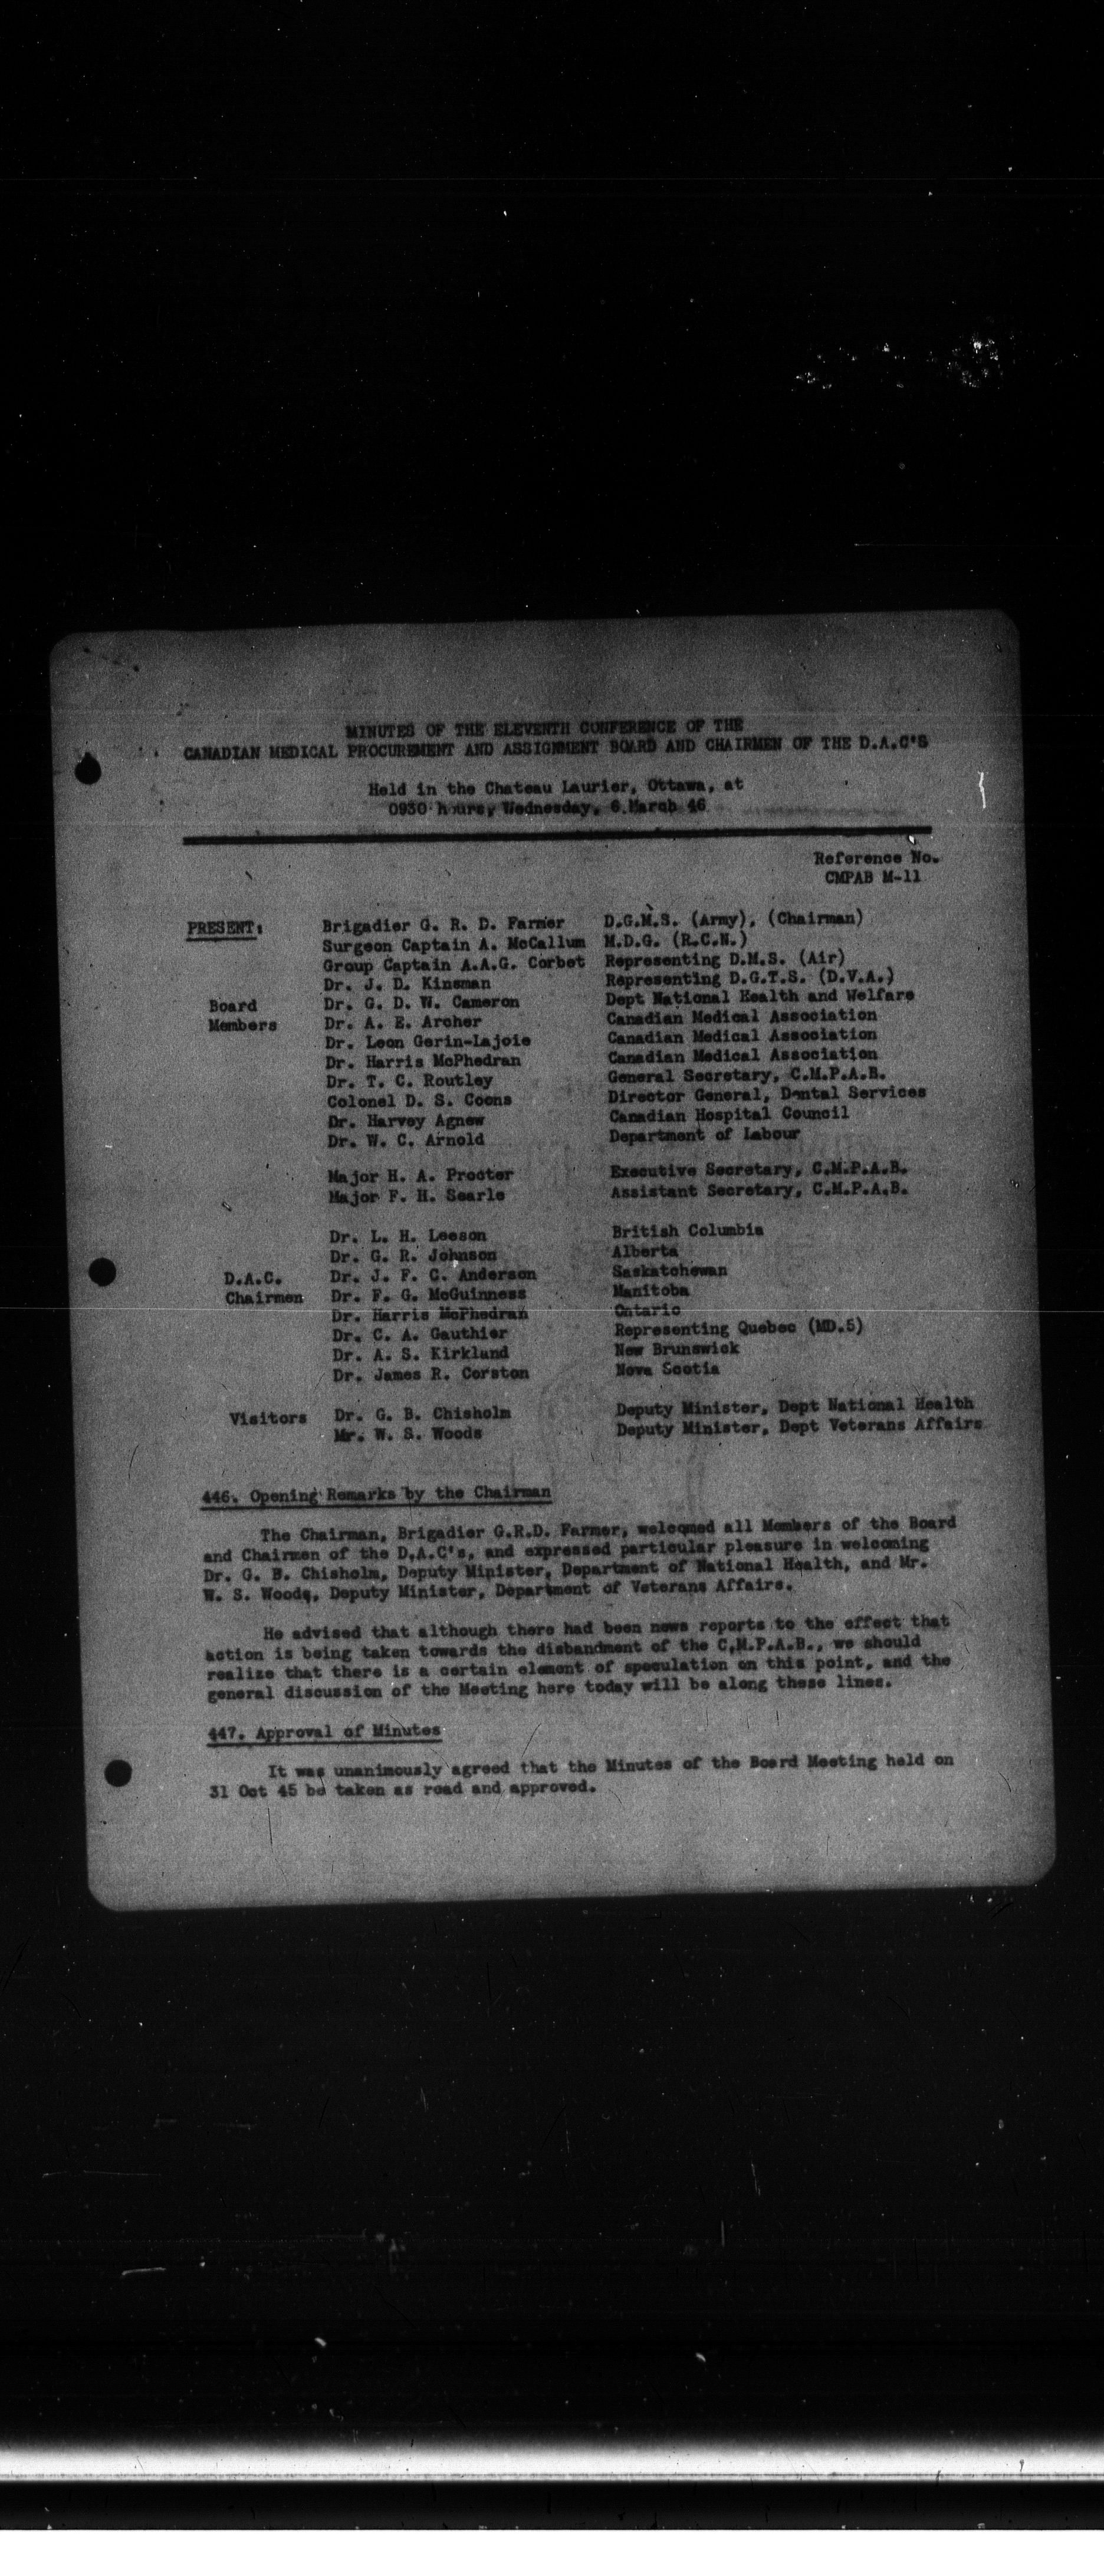 MINUTES OF THE ELEVENTH CONFERENCE OF THE
CANADIAN MEDICAL PROCUREMENT AND ASSIGNMENT BOARD AND CHAIRMEN OF THE D.A.C'S
Held in the Chateau Laurier, Ottawa, at
0930 hours, Wednesday, 6 March 46
Reference No.
CMPAB M-11
PRESENT: Brigadier G. R. D. Farmer D.G.M.S. (Army), (Chairman)
Surgeon Captain A. McCallum M.D.G. (R.C.N.)
Group Captain A.A.G. Corbet Representing D.M.S. (Air)
Dr. J. D. Kinsman Representing D.G.T.S. (D.V.A.)
Board Dr. G. D. W. Cameron Dept National Health and Welfare
Members Dr. A. E. Archer Canadian Medical Association
Dr. Leon Gerin-Lajoie Canadian Medical Association
Dr. Harris McPhedran Canadian Medical Association
Dr. T. C. Routley General Secretary, C.M.P.A.B.
Colonel D. S. Coons Director General, Dental Services
Dr. Harvey Agnew Canadian Hospital Council
Dr. W. C. Arnold Department of Labour
Major H. A. Procter Executive Secretary, C.M.P.A.B.
Major F. H. Searle Assistant Secretary, C.M.P.A.B.
Dr. L. H. Leeson British Columbia
Dr. G. R. Johnson Alberta
D.A.C. Dr. J. F. C. Anderson Saskatchewan
Chairmen Dr. F. G. McGuinness Manitoba
Dr. Harris McPhedran Ontario
Dr. C. A. Gauthier Representing Quebec (MD.5)
Dr. A. S. Kirkland New Brunswick
Dr. James R. Corston Nova Scotia
Visitors Dr. G. B. Chisholm Deputy Minister, Dept National Health
Mr. W. S. Woods Deputy Minister, Dept Veterans Affairs
446. Opening Remarks by the Chairman
The Chairman, Brigadier G.R.D. Farmer, welcomed all Members of the Board
and Chairmen of the D.A.C's, and expressed particular pleasure in welcoming
Dr. G. B. Chisholm, Deputy Minister, Department of National Health, and Mr.
W. S. Woods, Deputy Minister, Department of Veterans Affairs.
He advised that although there had been news reports to the effect that
action is being taken towards the disbandment of the C.M.P.A.B., we should
realize that there is a certain element of speculation on this point, and the
general discussion of the Meeting here today will be along these lines.
447. Approval of Minutes
It was unanimously agreed that the Minutes of the Board Meeting held on
31 Oct 45 be taken as read and approved.